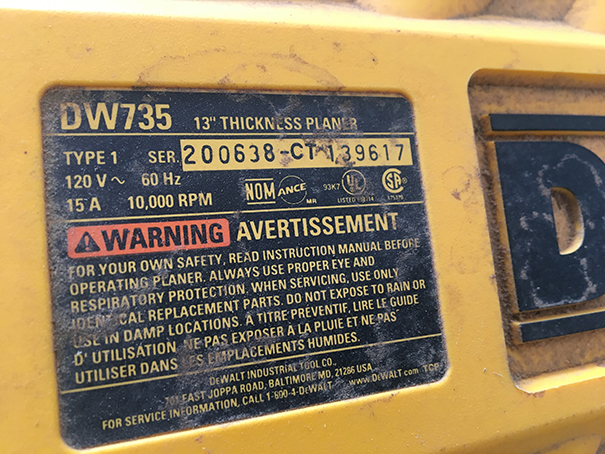 DW735 13" THICKNESS PLANER
TYPE 1 SER. 200638-CT 139617
120 V ~ 60 Hz
15 A 10,000 RPM NOM ANCE MR 93K7 UL LISTED SA
WARNING AVERTISSEMENT
FOR YOUR OWN SAFETY, READ INSTRUCTION MANUAL BEFORE
OPERATING PLANER. ALWAYS USE PROPER EYE AND
RESPIRATORY PROTECTION. WHEN SERVICING, USE ONLY
IDENTICAL REPLACEMENT PARTS. DO NOT EXPOSE TO RAIN OR
USE IN DAMP LOCATIONS. A TITRE PREVENTIF, LIRE LE GUIDE
D' UTILISATION. NE PAS EXPOSER À LA PLUIE ET NE PAS
UTILISER DANS LES EMPLACEMENTS HUMIDES.
DEWALT INDUSTRIAL TOOL CO.
701 EAST JOPPA ROAD, BALTIMORE, MD. 21286 USA
FOR SERVICE INFORMATION, CALL 1-800-4-DEWALT www.DEWALT.com
D